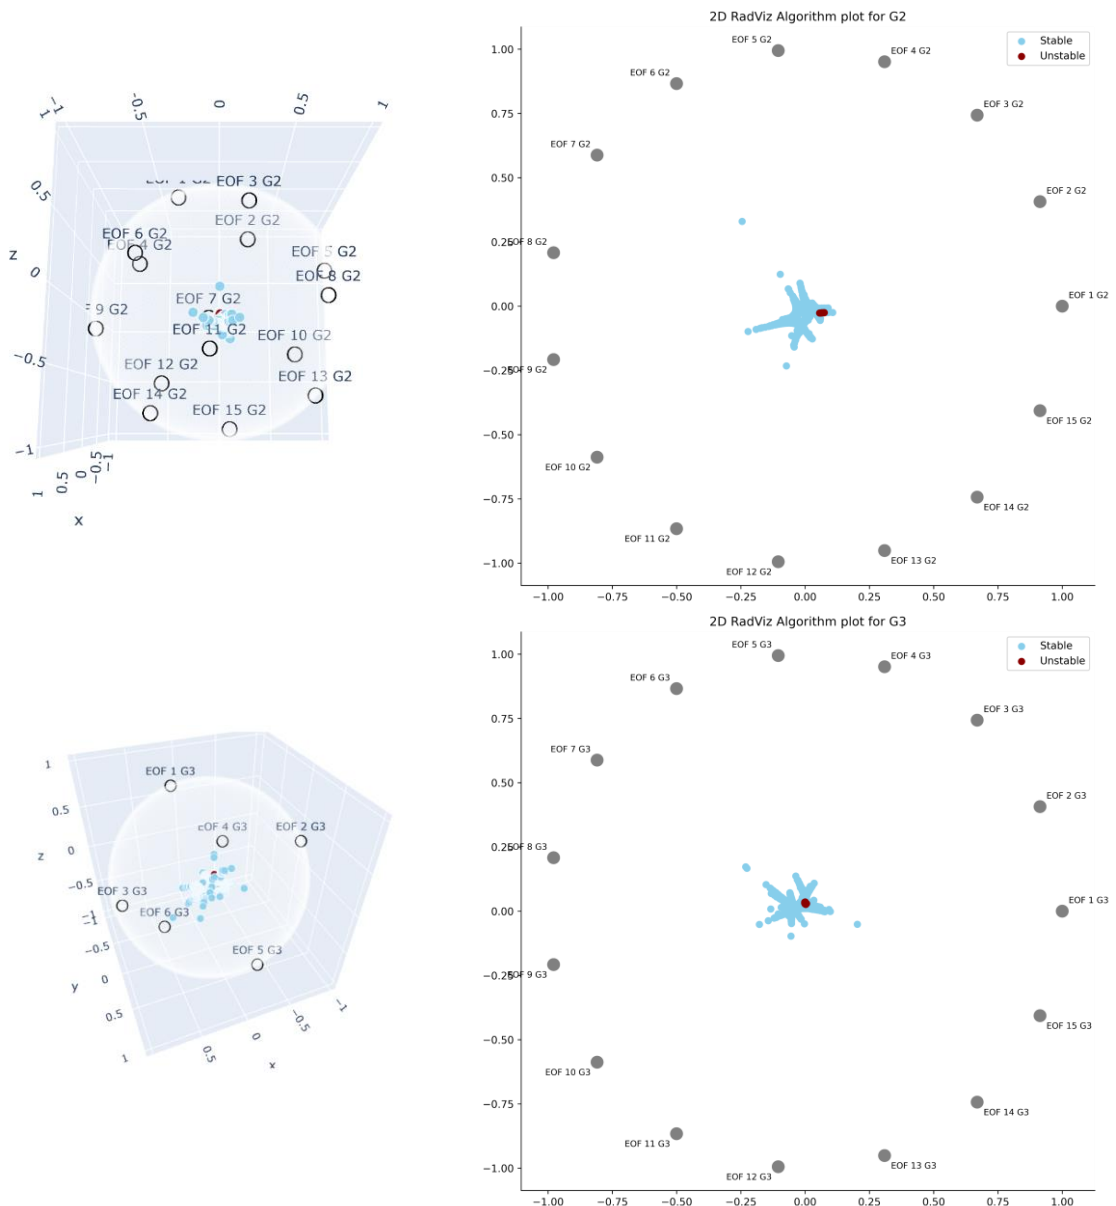 2D RadViz Algorithm plot for G2
Stable
Unstable
EOF 5 G2
EOF 4 G2
EOF 6 G2
EOF 3 G2
EOF 7 G2
EOF 2 G2
EOF 8 G2
EOF 1 G2
EOF 9 G2
EOF 15 G2
EOF 10 G2
EOF 14 G2
EOF 11 G2
EOF 13 G2
EOF 12 G2
1.00
0.75
0.50
0.25
0.00
−0.25
−0.50
−0.75
−1.00
−1.00 −0.75 −0.50 −0.25 0.00 0.25 0.50 0.75 1.00
−1
−1
−0.5
0
0.5
1
0.5
z
0
−0.5
−1
EOF 1 G2
EOF 3 G2
EOF 2 G2
EOF 6 G2
EOF 4 G2
EOF 5 G2
EOF 8 G2
EOF 7 G2
9 G2
EOF 11 G2
EOF 10 G2
EOF 12 G2
EOF 13 G2
EOF 14 G2
EOF 15 G2
1
0.5
0
−0.5
−1
x
2D RadViz Algorithm plot for G3
Stable
Unstable
EOF 5 G3
EOF 4 G3
EOF 6 G3
EOF 3 G3
EOF 7 G3
EOF 2 G3
EOF 8 G3
EOF 1 G3
EOF 9 G3
EOF 15 G3
EOF 10 G3
EOF 14 G3
EOF 11 G3
EOF 13 G3
EOF 12 G3
1.00
0.75
0.50
0.25
0.00
−0.25
−0.50
−0.75
−1.00
−1.00 −0.75 −0.50 −0.25 0.00 0.25 0.50 0.75 1.00
1
0.5
z
0
−0.5
−1
EOF 1 G3
EOF 4 G3
EOF 2 G3
EOF 3 G3
EOF 6 G3
EOF 5 G3
−1
−0.5
y
0
0.5
1
0.5
0
−0.5
−1
x